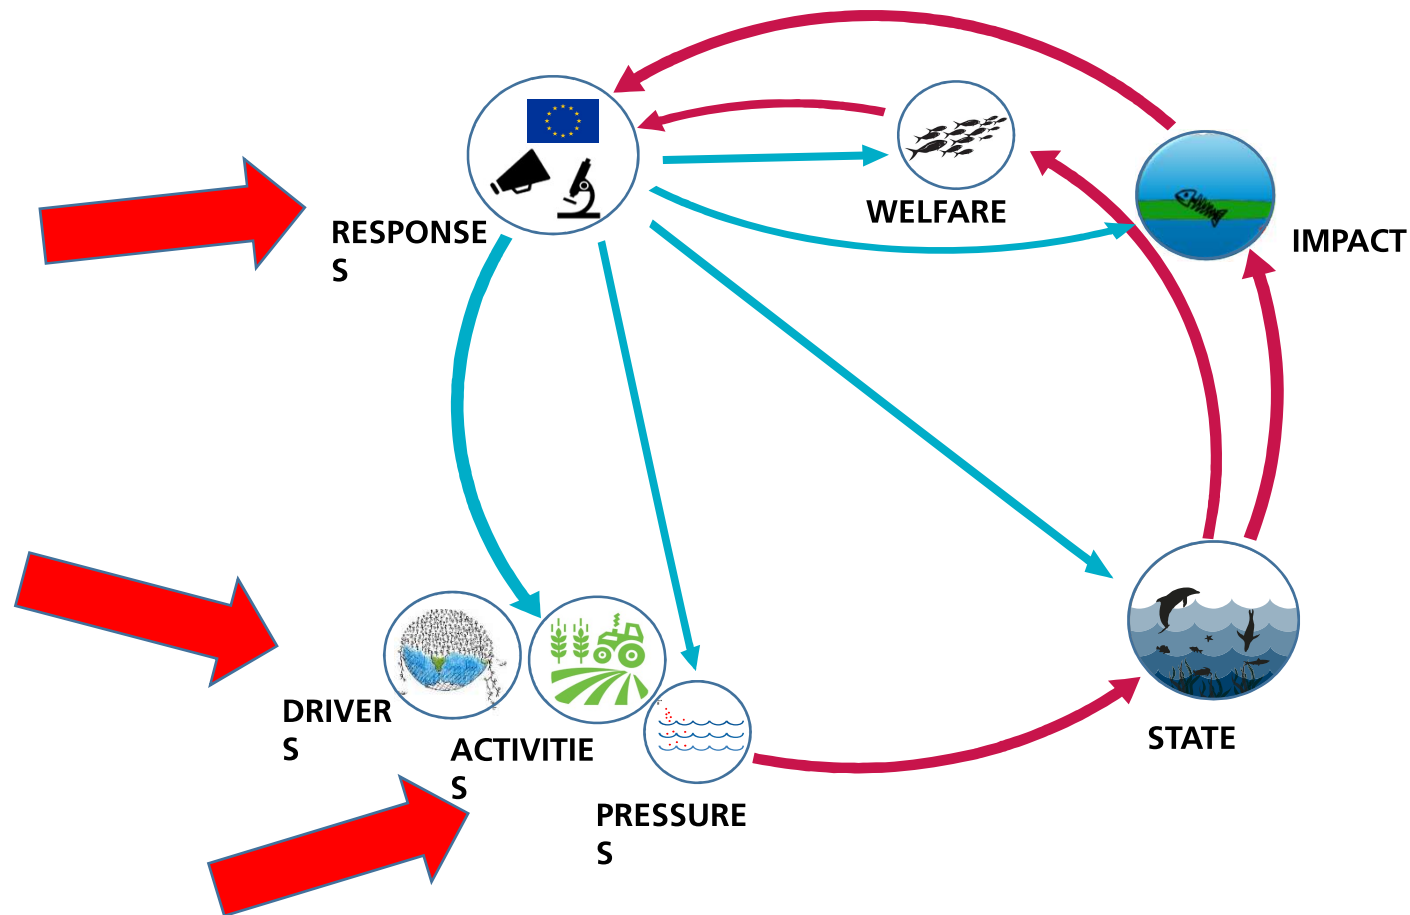 WELFARE
RESPONSE
S
IMPACT
DRIVER
S
ACTIVITIE
S
PRESSURE
S
STATE